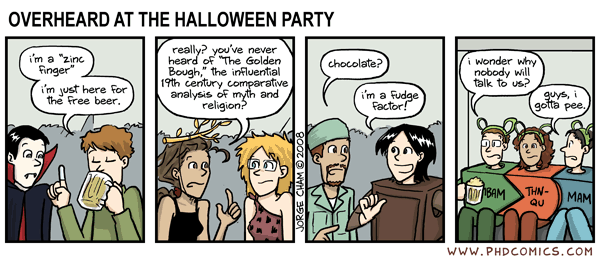 OVERHEARD AT THE HALLOWEEN PARTY
i'm a "zinc
finger"
i'm just here for
the free beer.
really? you've never
heard of "The Golden
Bough," the influential
19th century comparative
analysis of myth and
religion?
JORGE CHAM © 2008
chocolate?
i'm a fudge
factor!
i wonder why
nobody will
talk to us?
guys, i
gotta pee.
DBAM
THN-
QU
MAM
WWW.PHDCOMICS.COM